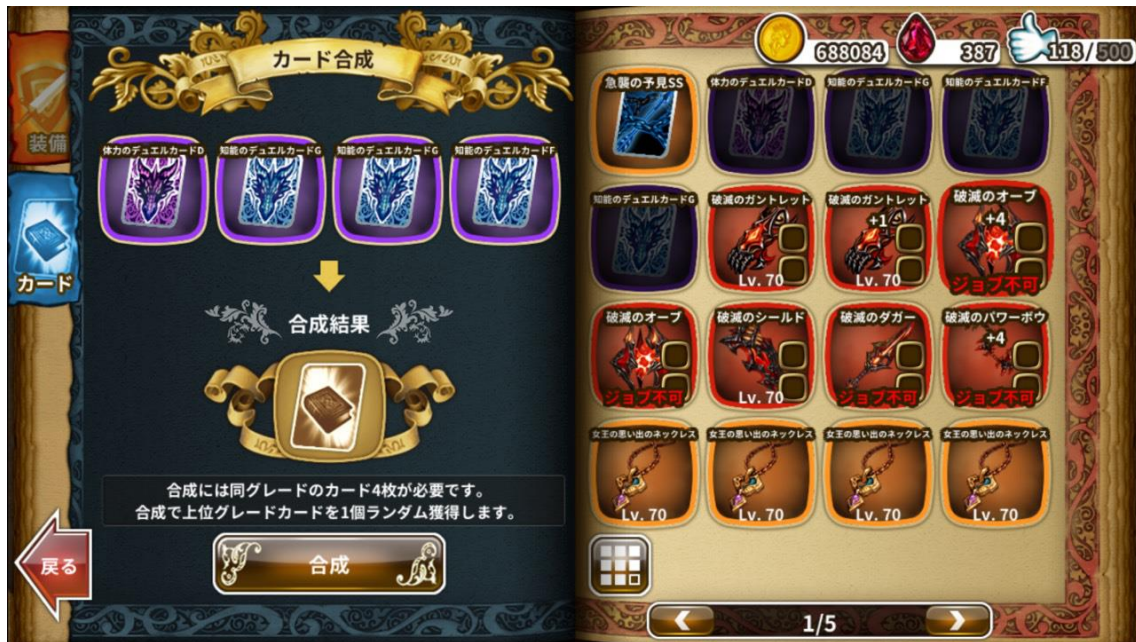 カード合成
688084
387
118/500
装備
カード
体力のデュエルカードD
知能のデュエルカードG
知能のデュエルカードG
知能のデュエルカードF
合成結果
合成には同グレードのカード4枚が必要です。
合成で上位グレードカードを1個ランダム獲得します。
合成
戻る
急襲の予見SS
体力のデュエルカードD
知能のデュエルカードG
知能のデュエルカードF
知能のデュエルカードG
破滅のガントレット
Lv. 70
破滅のガントレット
+1
Lv. 70
破滅のオーブ
+4
ジョブ不可
破滅のオーブ
ジョブ不可
破滅のシールド
Lv. 70
破滅のダガー
ジョブ不可
破滅のパワーボウ
+4
ジョブ不可
女王の思い出のネックレス
Lv. 70
女王の思い出のネックレス
Lv. 70
女王の思い出のネックレス
Lv. 70
女王の思い出のネックレス
Lv. 70
1/5